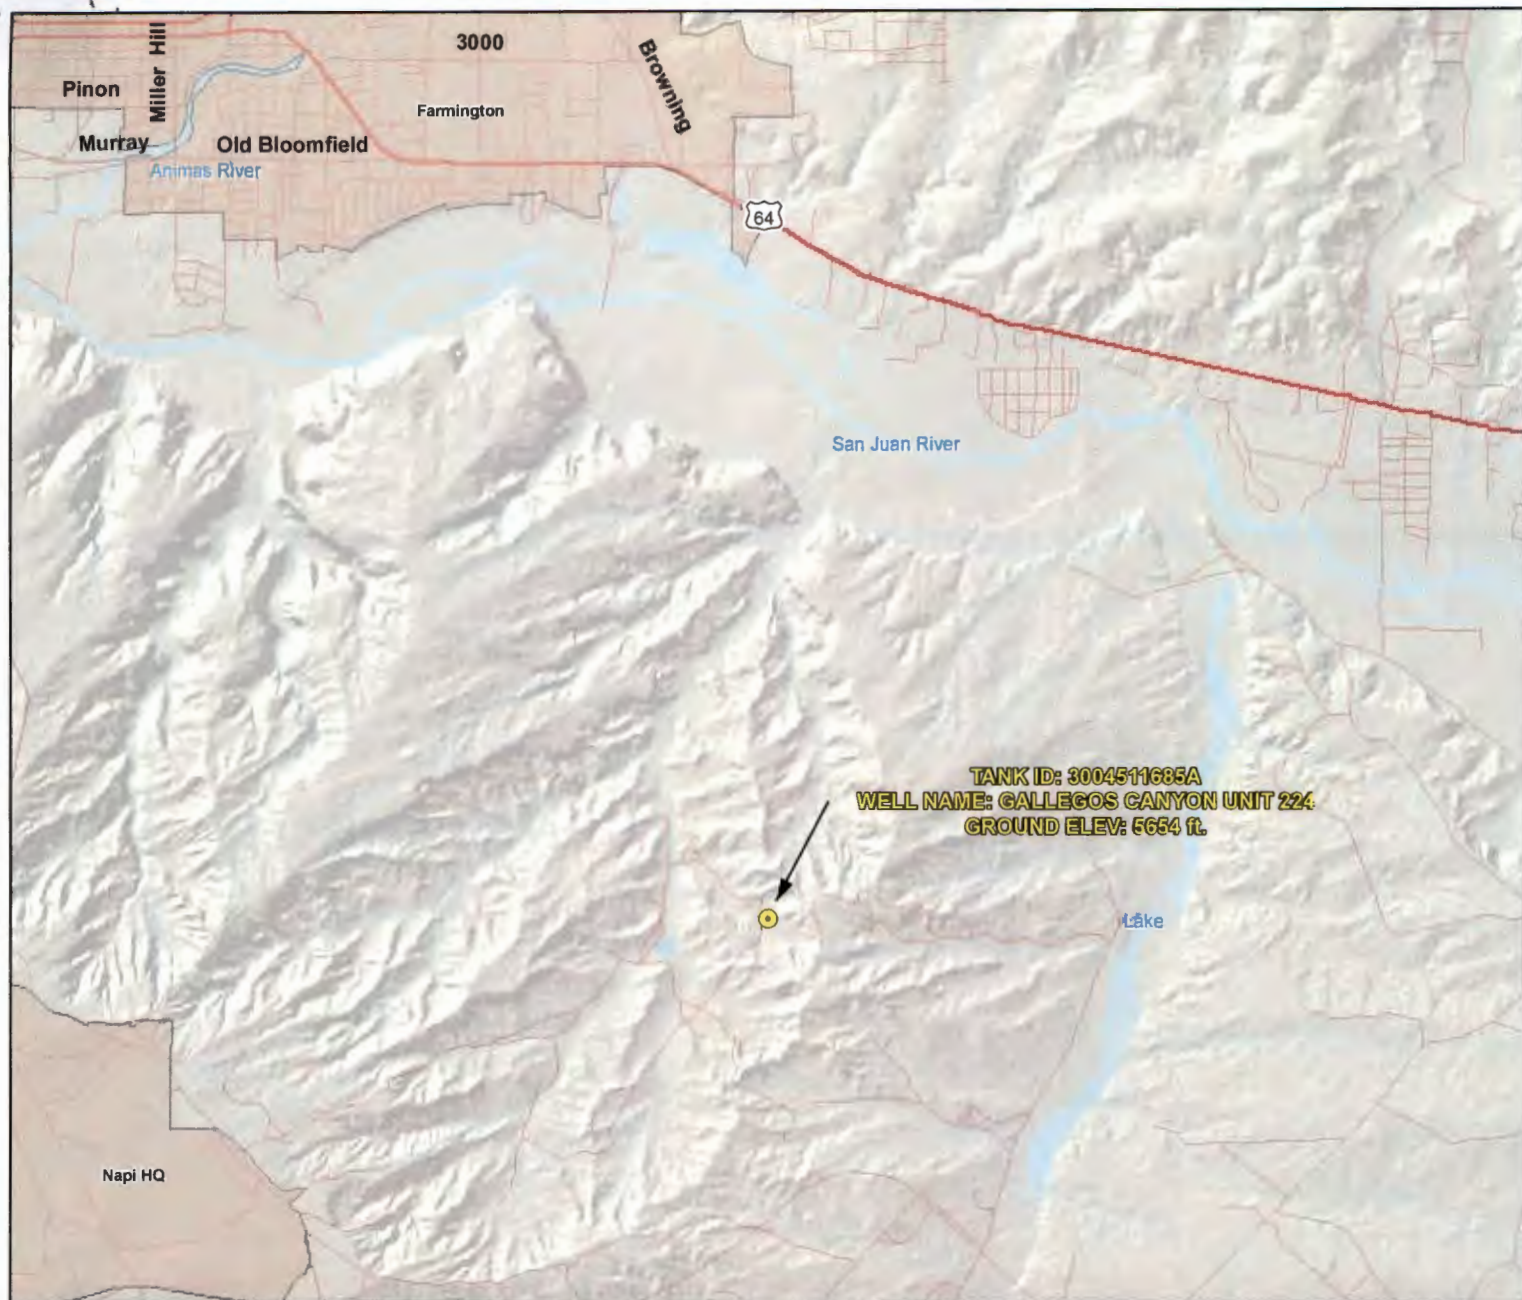 3000
Miller Hill
Browning
Pinon
Farmington
Murray
Old Bloomfield
Animas River
64
San Juan River
TANK ID: 3004511685A
WELL NAME: GALLEGOS CANYON UNIT 224
GROUND ELEV: 5654 ft.
Lake
Napi HQ